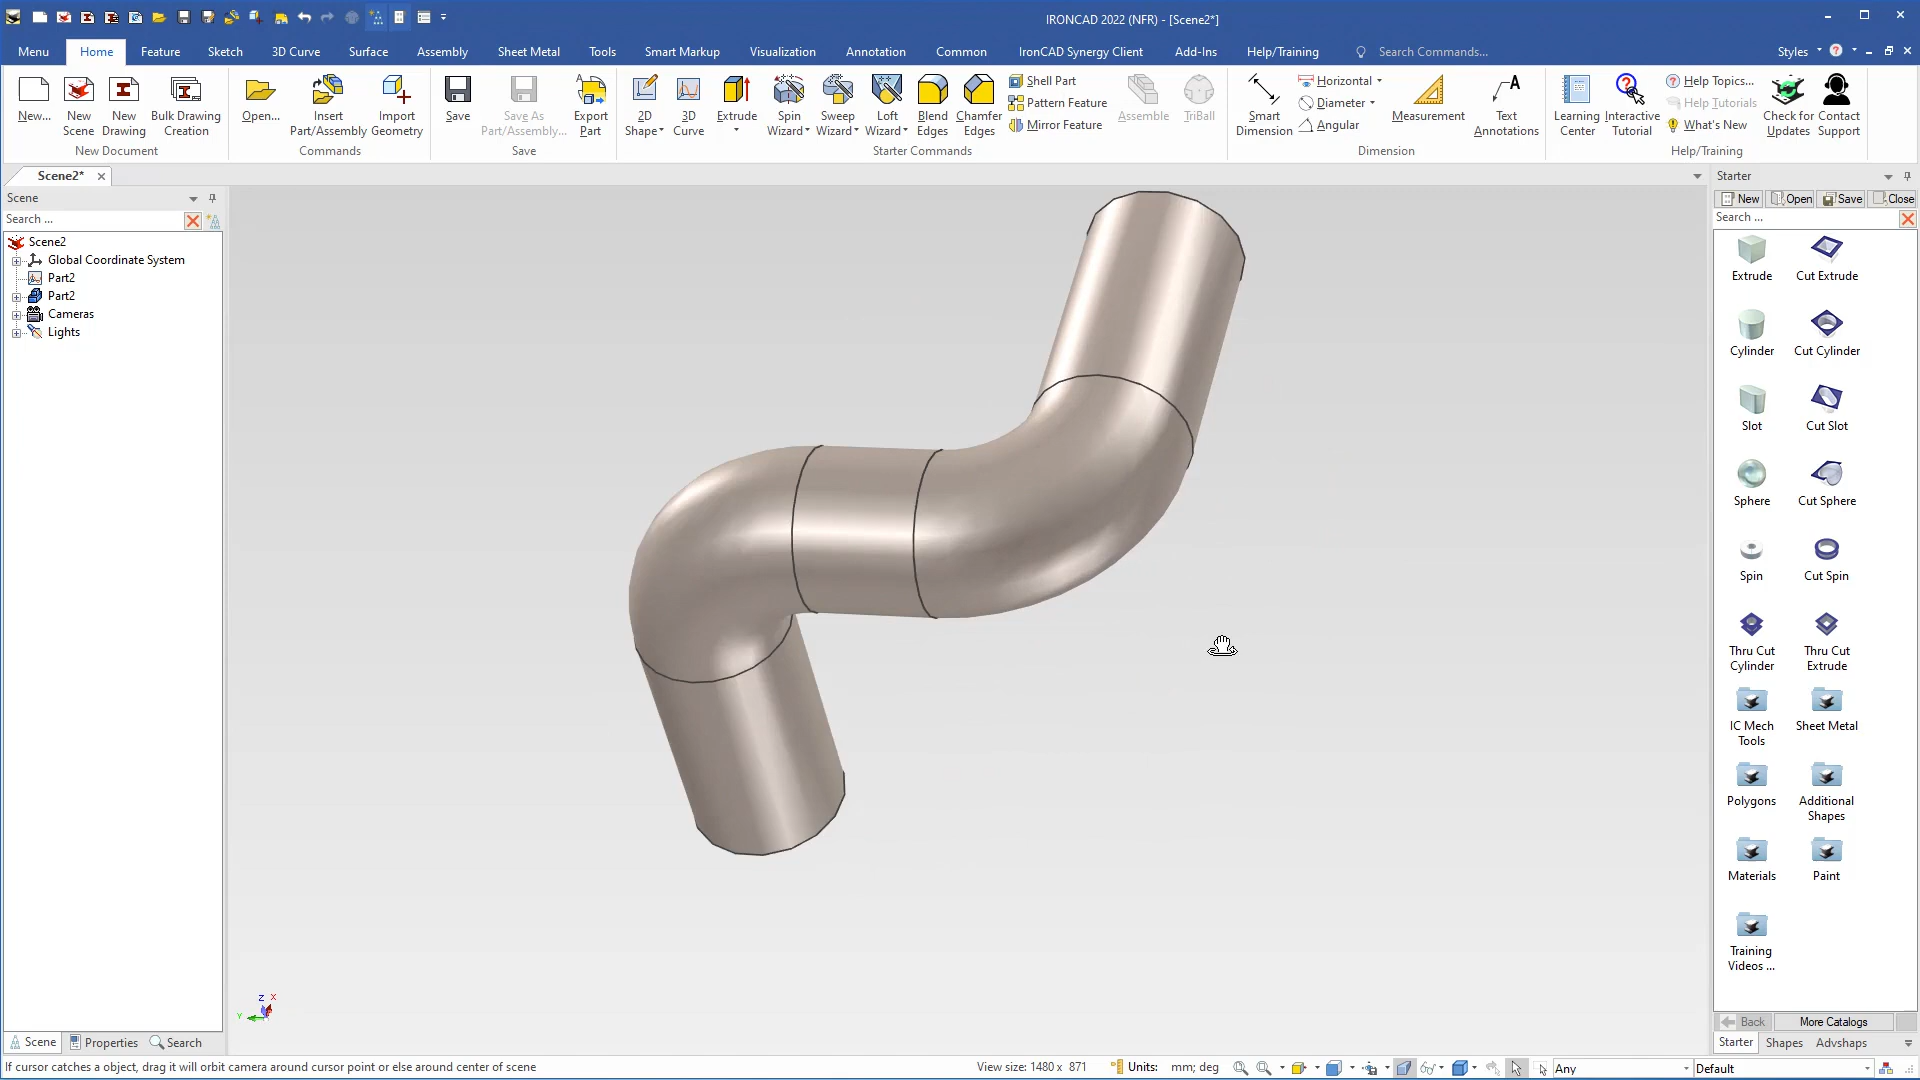 IRONCAD 2022 (NFR) - [Scene2*]
Menu Home Feature Sketch 3D Curve Surface Assembly Sheet Metal Tools Smart Markup Visualization Annotation Common IronCAD Synergy Client Add-Ins Help/Training Search Commands... Styles
New...
New Scene
New Drawing
Bulk Drawing Creation
New Document
Open...
Insert Part/Assembly
Import Geometry
Commands
Save
Save As Part/Assembly...
Export Part
Save
2D Shape
3D Curve
Extrude
Spin Wizard
Sweep Wizard
Loft Wizard
Blend Edges
Chamfer Edges
Shell Part
Pattern Feature
Mirror Feature
Assemble
TriBall
Starter Commands
Smart Dimension
Horizontal
Diameter
Angular
Measurement
Text Annotations
Dimension
Learning Center
Interactive Tutorial
Help Topics...
Help Tutorials
What's New
Check for Updates
Contact Support
Help/Training
Scene2*
Scene
Search ...
Scene2
Global Coordinate System
Part2
Part2
Cameras
Lights
Z X
Y
Scene Properties Search
Starter
New Open Save Close
Search ...
Extrude Cut Extrude
Cylinder Cut Cylinder
Slot Cut Slot
Sphere Cut Sphere
Spin Cut Spin
Thru Cut Cylinder
Thru Cut Extrude
IC Mech Tools
Sheet Metal
Polygons
Additional Shapes
Materials Paint
Training Videos ...
Back More Catalogs
Starter Shapes Advshaps
If cursor catches a object, drag it will orbit camera around cursor point or else around center of scene
View size: 1480 x 871 Units: mm; deg Any Default